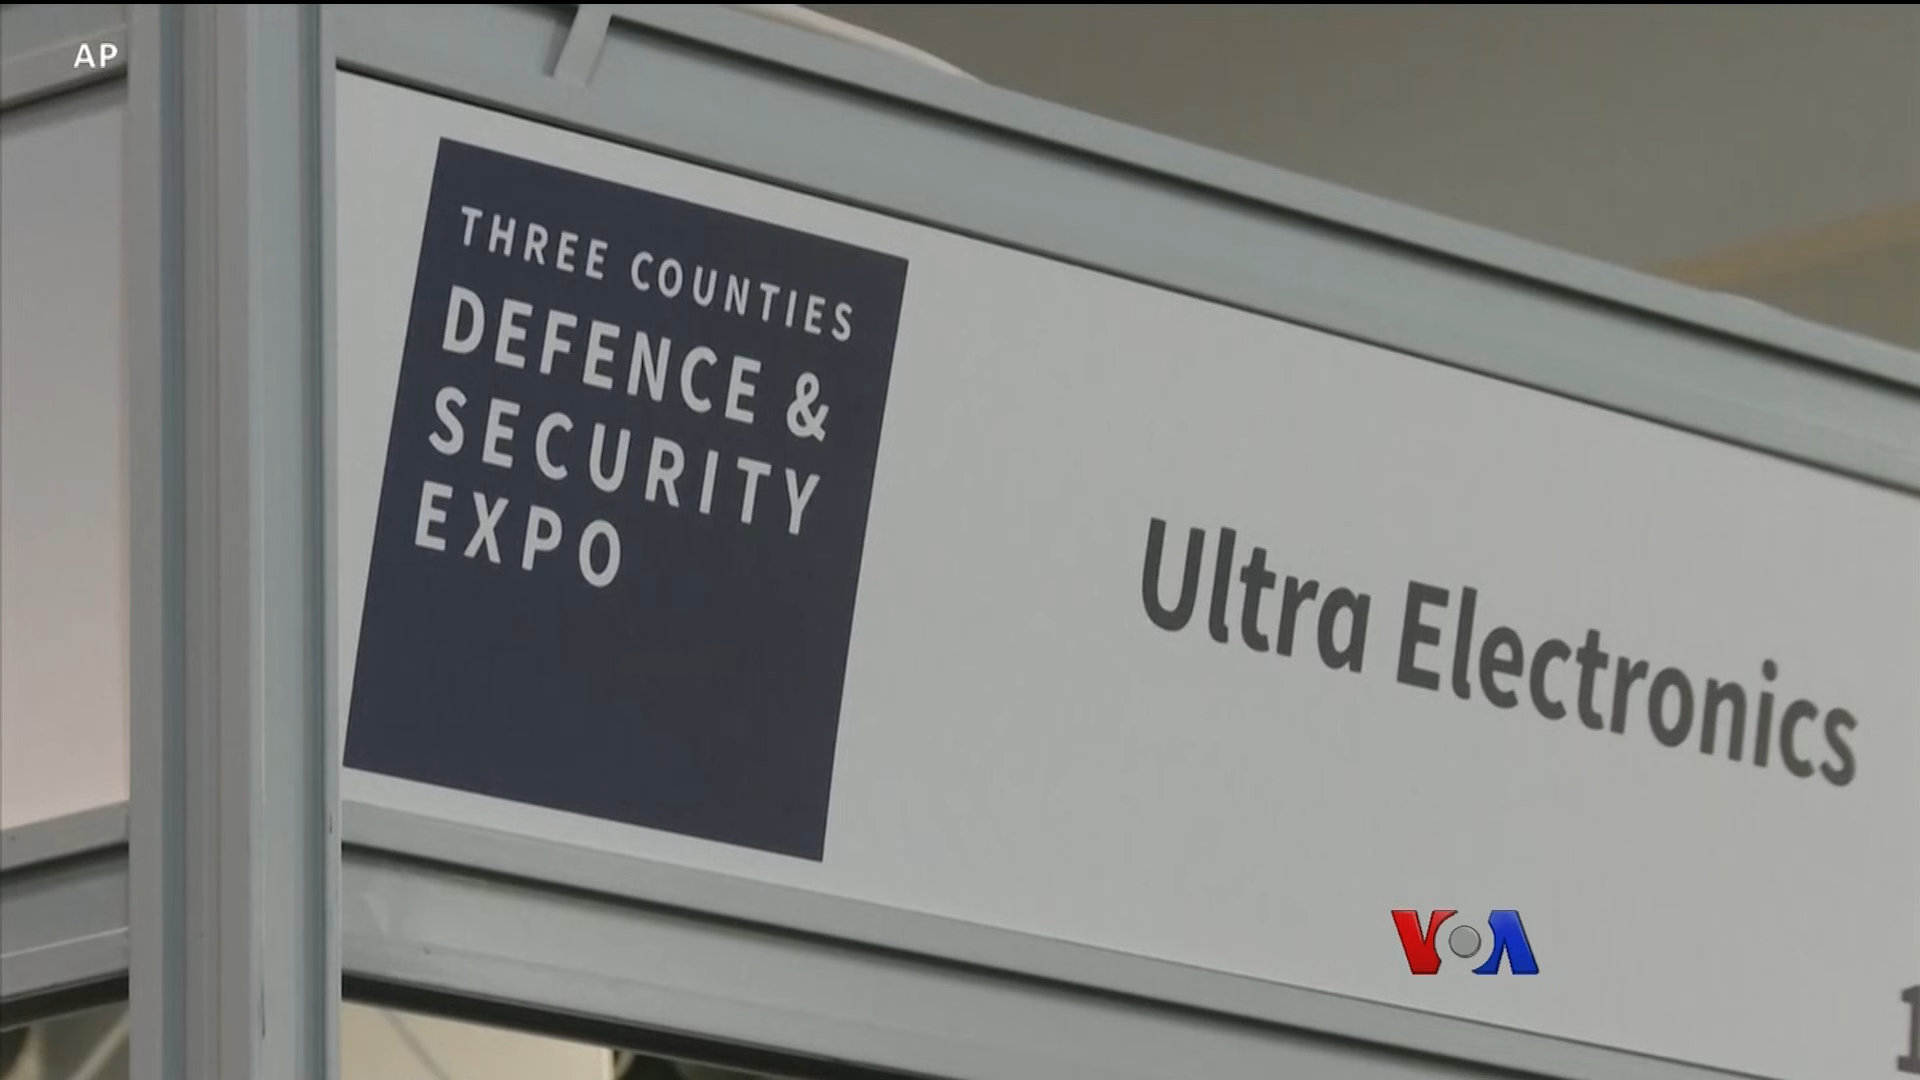 AP
THREE COUNTIES
DEFENCE &
SECURITY
EXPO
Ultra Electronics
VOA